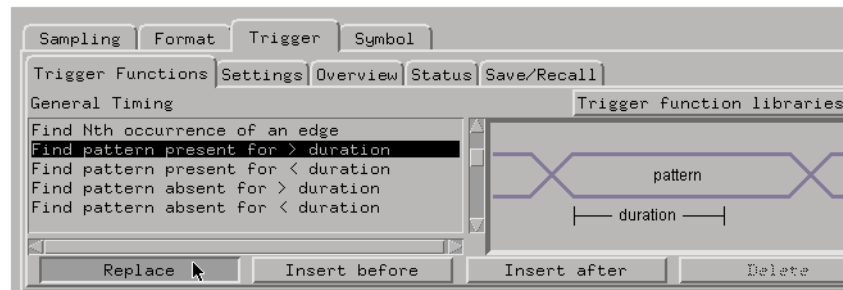 Sampling Format Trigger Symbol
Trigger Functions Settings Overview Status Save/Recall
General Timing Trigger function libraries
Find Nth occurrence of an edge
Find pattern present for > duration
Find pattern present for < duration
Find pattern absent for > duration
Find pattern absent for < duration
pattern
duration
Replace Insert before Insert after Delete